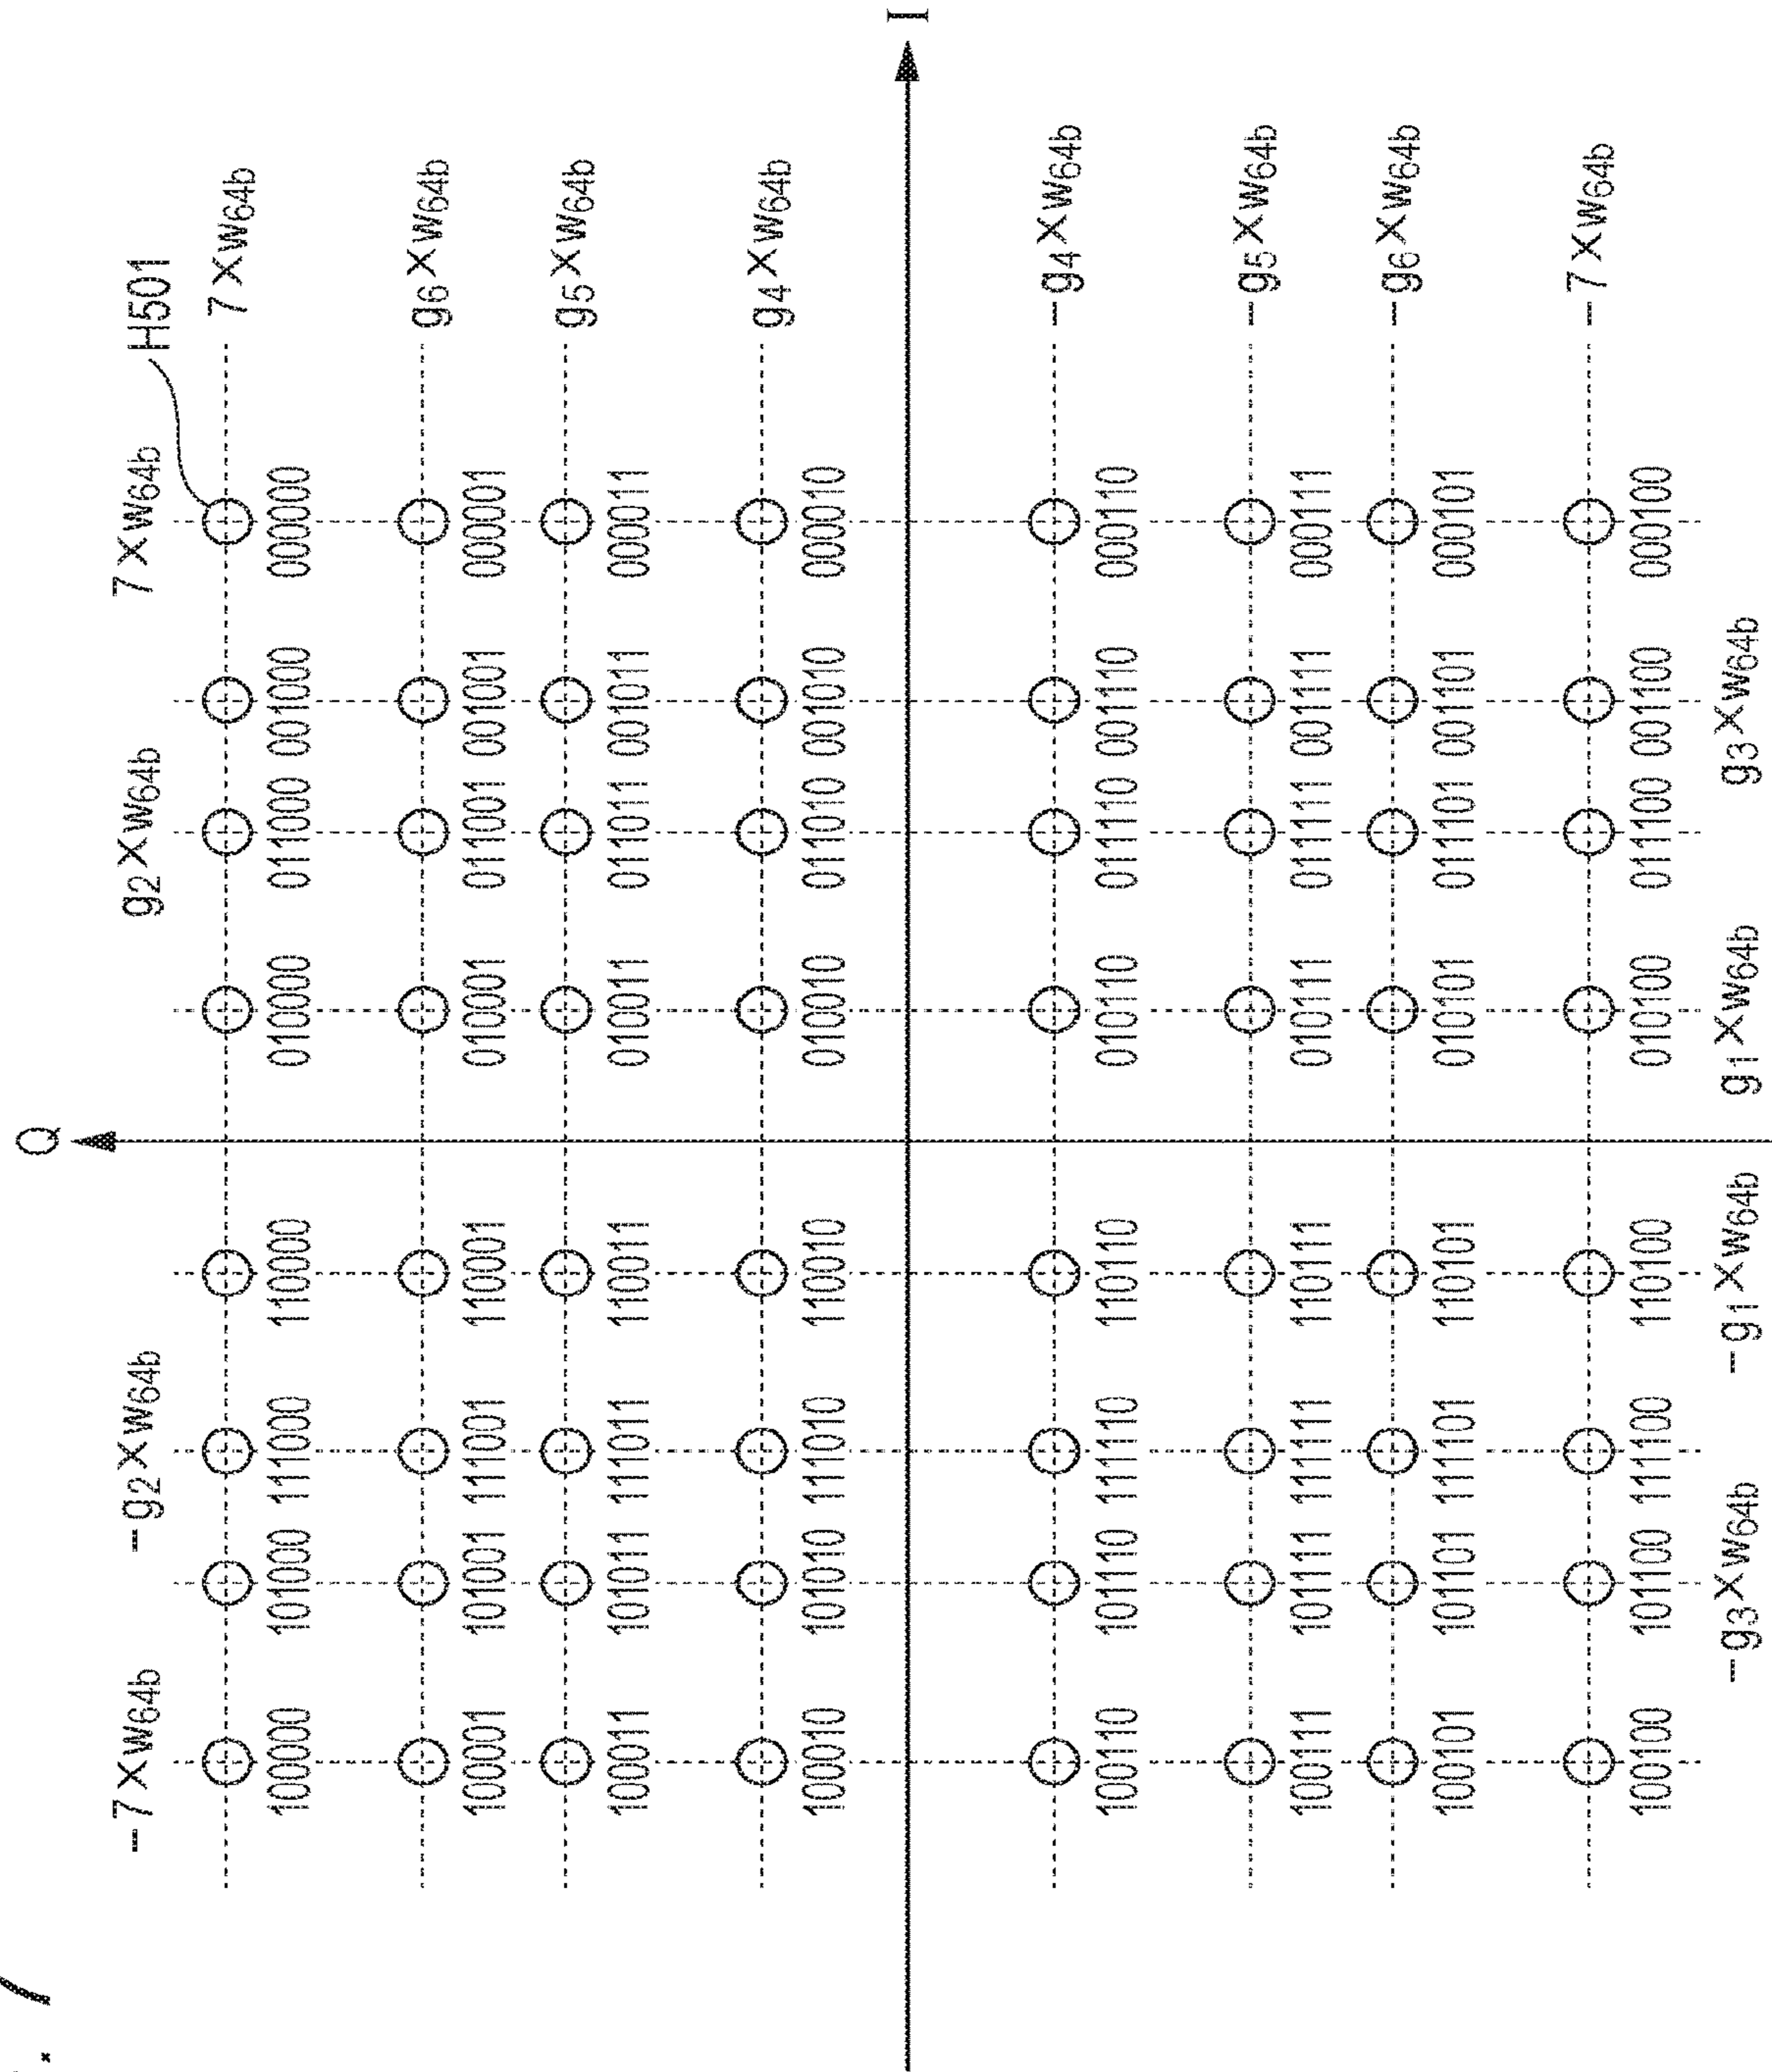 Q
I
H501
−7×w64b −g2×w64b g2×w64b 7×w64b
7×w64b
100000 101000 111000 110000 010000 011000 001000 000000
g6×w64b
100001 101001 111001 110001 010001 011001 001001 000001
g5×w64b
100011 101011 111011 110011 010011 011011 001011 000011
g4×w64b
100010 101010 111010 110010 010010 011010 001010 000010
−g4×w64b
100110 101110 111110 110110 010110 011110 001110 000110
−g5×w64b
100111 101111 111111 110111 010111 011111 001111 000111
−g6×w64b
100101 101101 111101 110101 010101 011101 001101 000101
−7×w64b
100100 101100 111100 110100 010100 011100 001100 000100
−g3×w64b −g1×w64b g1×w64b g3×w64b